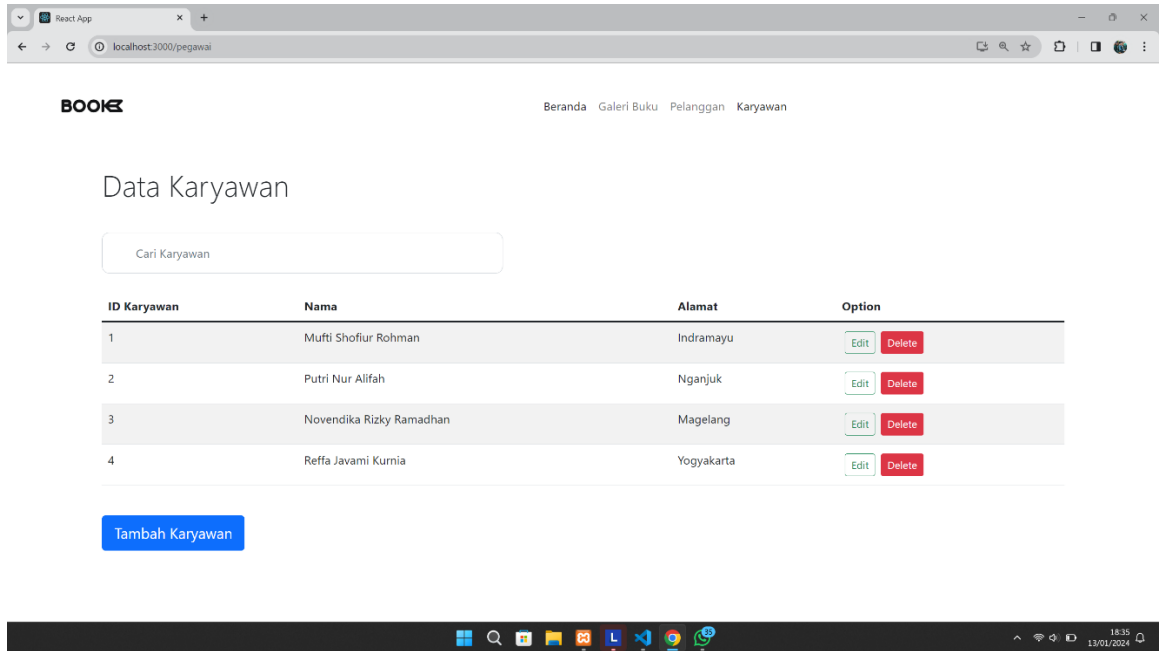 React App
localhost:3000/pegawai
BOOK
Beranda Galeri Buku Pelanggan Karyawan
Data Karyawan
Cari Karyawan
ID Karyawan Nama Alamat Option
1 Mufti Shofiur Rohman Indramayu Edit Delete
2 Putri Nur Alifah Nganjuk Edit Delete
3 Novendika Rizky Ramadhan Magelang Edit Delete
4 Reffa Javami Kurnia Yogyakarta Edit Delete
Tambah Karyawan
L
35
18:35
13/01/2024